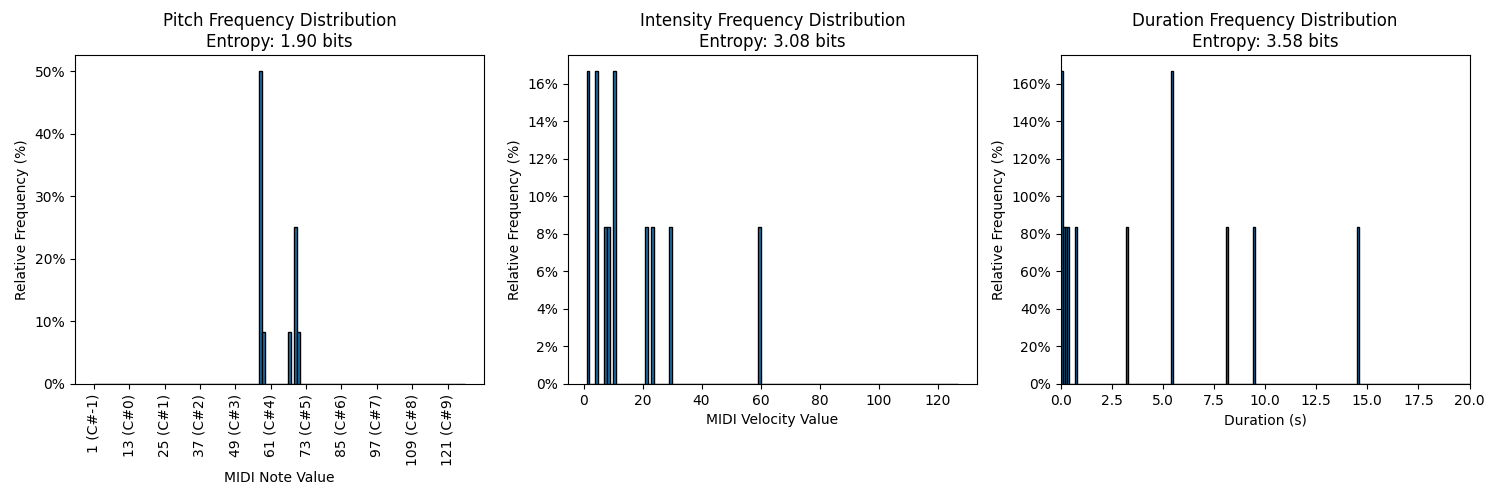 Pitch Frequency Distribution
Entropy: 1.90 bits
Relative Frequency (%)
50%
40%
30%
20%
10%
0%
1 (C#-1)
13 (C#0)
25 (C#1)
37 (C#2)
49 (C#3)
61 (C#4)
73 (C#5)
85 (C#6)
97 (C#7)
109 (C#8)
121 (C#9)
MIDI Note Value
Intensity Frequency Distribution
Entropy: 3.08 bits
Relative Frequency (%)
16%
14%
12%
10%
8%
6%
4%
2%
0%
0
20
40
60
80
100
120
MIDI Velocity Value
Duration Frequency Distribution
Entropy: 3.58 bits
Relative Frequency (%)
160%
140%
120%
100%
80%
60%
40%
20%
0%
0.0
2.5
5.0
7.5
10.0
12.5
15.0
17.5
20.0
Duration (s)